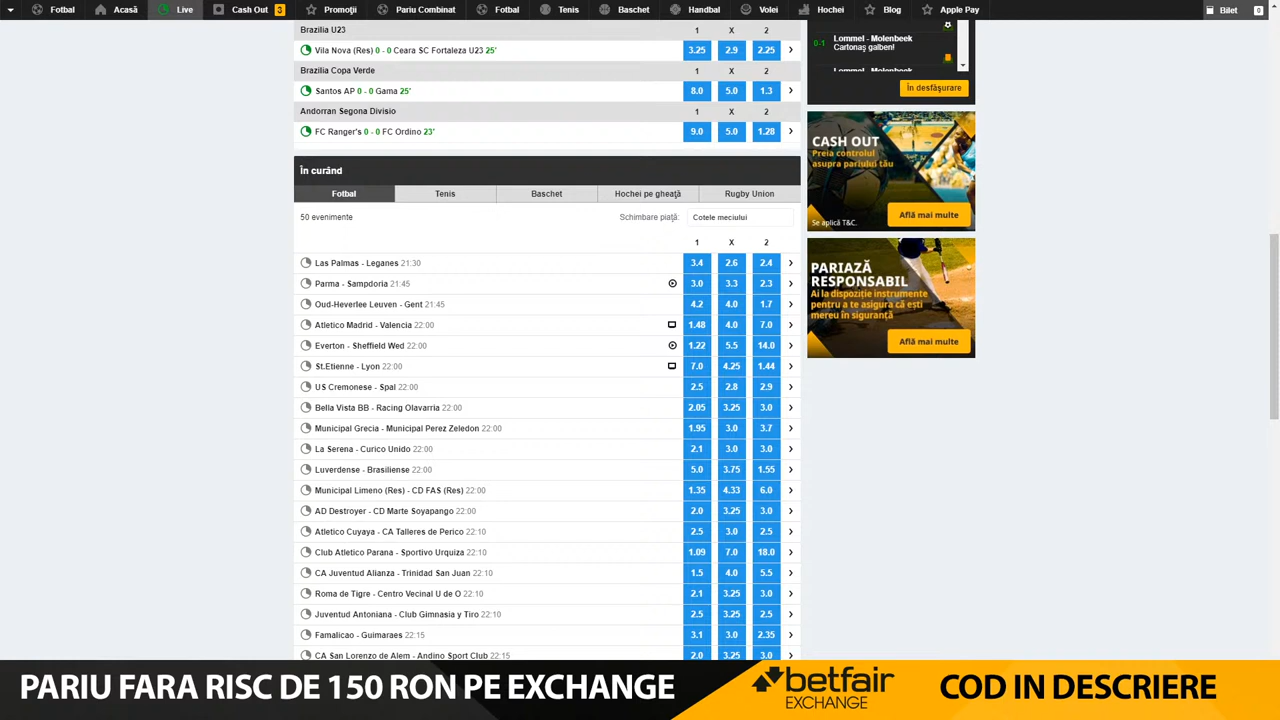 Fotbal Acasă Live Cash Out 3 Promoții Pariu Combinat Fotbal Tenis Baschet Handbal Volei Hochei Blog Apple Pay Bilet 0
Brazilia U23 1 X 2
Vila Nova (Res) 0 - 0 Ceara SC Fortaleza U23 25' 3.25 2.9 2.25
Brazilia Copa Verde 1 X 2
Santos AP 0 - 0 Gama 25' 8.0 5.0 1.3
Andorran Segona Divisio 1 X 2
FC Ranger's 0 - 0 FC Ordino 23' 9.0 5.0 1.28
În curând
Fotbal Tenis Baschet Hochei pe gheaţă Rugby Union
50 evenimente Schimbare piaţă: Cotele meciului
1 X 2
Las Palmas - Leganes 21:30 3.4 2.6 2.4
Parma - Sampdoria 21:45 3.0 3.3 2.3
Oud-Heverlee Leuven - Gent 21:45 4.2 4.0 1.7
Atletico Madrid - Valencia 22:00 1.48 4.0 7.0
Everton - Sheffield Wed 22:00 1.22 5.5 14.0
St.Etienne - Lyon 22:00 7.0 4.25 1.44
US Cremonese - Spal 22:00 2.5 2.8 2.9
Bella Vista BB - Racing Olavarria 22:00 2.05 3.25 3.0
Municipal Grecia - Municipal Perez Zeledon 22:00 1.95 3.0 3.7
La Serena - Curico Unido 22:00 2.1 3.0 3.0
Luverdense - Brasiliense 22:00 5.0 3.75 1.55
Municipal Limeno (Res) - CD FAS (Res) 22:00 1.35 4.33 6.0
AD Destroyer - CD Marte Soyapango 22:00 2.0 3.25 3.0
Atletico Cuyaya - CA Talleres de Perico 22:10 2.5 3.0 2.5
Club Atletico Parana - Sportivo Urquiza 22:10 1.09 7.0 18.0
CA Juventud Alianza - Trinidad San Juan 22:10 1.5 4.0 5.5
Roma de Tigre - Centro Vecinal U de O 22:10 2.1 3.25 3.0
Juventud Antoniana - Club Gimnasia y Tiro 22:10 2.5 3.25 2.5
Famalicao - Guimaraes 22:15 3.1 3.0 2.35
CA San Lorenzo de Alem - Andino Sport Club 22:15 2.0 3.25 3.0
0-1 Lommel - Molenbeek
Cartonaş galben!
Lommel - Molenbeek
În desfăşurare
CASH OUT
Preia controlul
asupra pariului tău
Se aplică T&C.
Află mai multe
PARIAZĂ
RESPONSABIL
Ai la dispoziție instrumente
pentru a te asigura că ești
mereu în siguranță
Află mai multe
PARIU FARA RISC DE 150 RON PE EXCHANGE
betfair
EXCHANGE
COD IN DESCRIERE